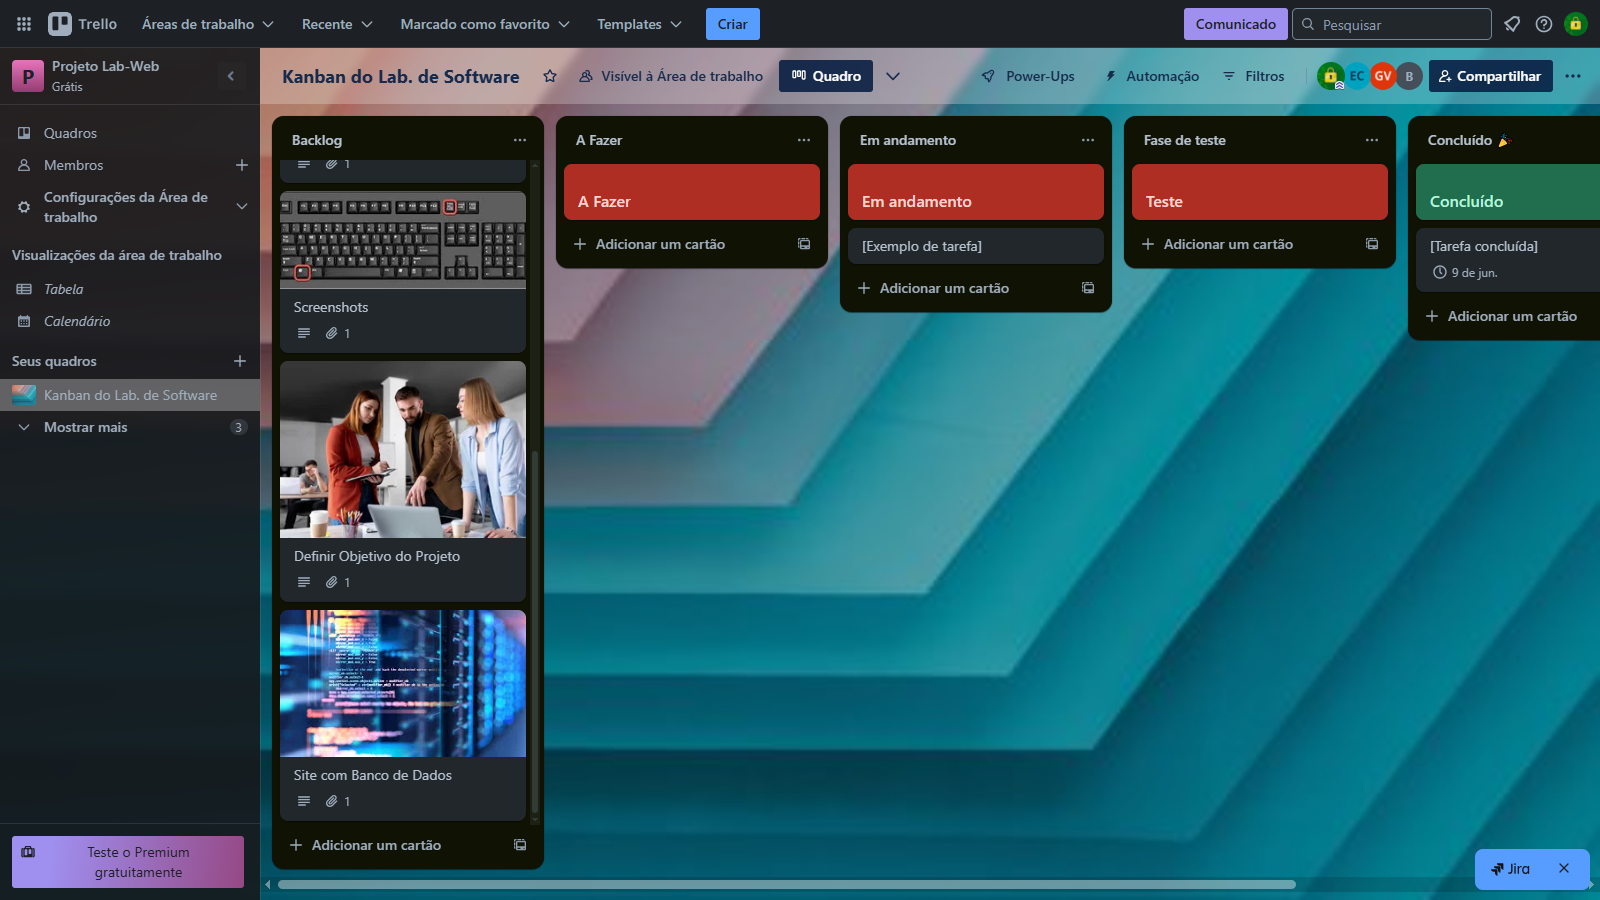 Trello
Áreas de trabalho
Recente
Marcado como favorito
Templates
Criar
Comunicado
Pesquisar
P
Projeto Lab-Web
Grátis
Kanban do Lab. de Software
Visível à Área de trabalho
Quadro
Power-Ups
Automação
Filtros
EC
GV
B
Compartilhar
Quadros
Membros
Configurações da Área de
trabalho
Visualizações da área de trabalho
Tabela
Calendário
Seus quadros
Kanban do Lab. de Software
Mostrar mais
3
Teste o Premium
gratuitamente
Backlog
1
Screenshots
1
Definir Objetivo do Projeto
1
Site com Banco de Dados
1
Adicionar um cartão
A Fazer
A Fazer
Adicionar um cartão
Em andamento
Em andamento
[Exemplo de tarefa]
Adicionar um cartão
Fase de teste
Teste
Adicionar um cartão
Concluído
Concluído
[Tarefa concluída]
9 de jun.
Adicionar um cartão
Jira